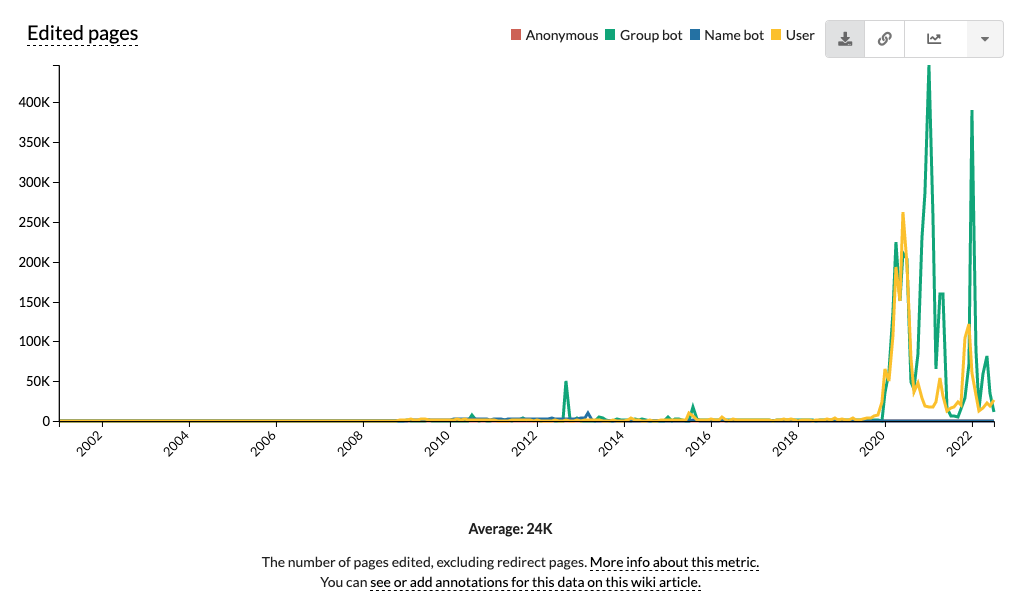 Edited pages
Anonymous Group bot Name bot User
400K
350K
300K
250K
200K
150K
100K
50K
0
2002 2004 2006 2008 2010 2012 2014 2016 2018 2020 2022
Average: 24K
The number of pages edited, excluding redirect pages. More info about this metric.
You can see or add annotations for this data on this wiki article.